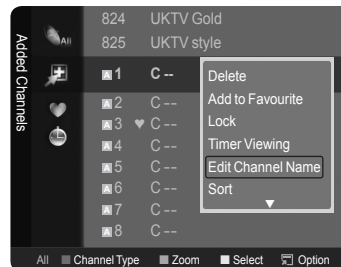 Added Channels
All
824 UKTV Gold
825 UKTV style
A 1 C --
A 2 C --
A 3 ♥ C --
A 4 C --
A 5 C --
A 6 C --
A 7 C --
A 8 C --
Delete
Add to Favourite
Lock
Timer Viewing
Edit Channel Name
Sort
▼
All Channel Type Zoom Select Option